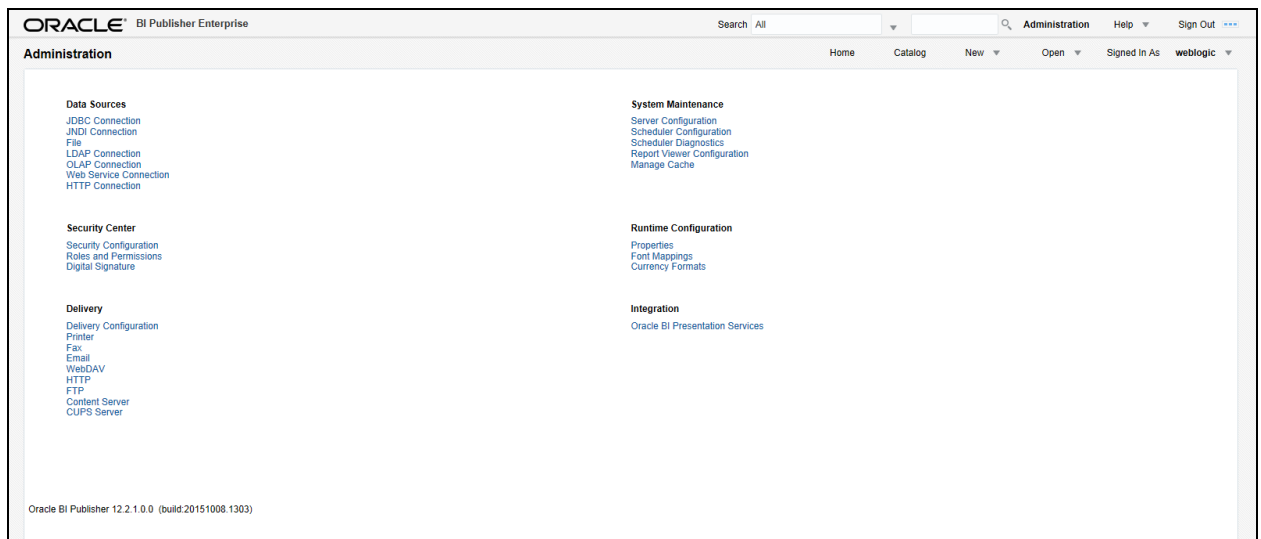 ORACLE BI Publisher Enterprise Search All Administration Help Sign Out
Administration Home Catalog New Open Signed In As weblogic
Data Sources
JDBC Connection
JNDI Connection
File
LDAP Connection
OLAP Connection
Web Service Connection
HTTP Connection
System Maintenance
Server Configuration
Scheduler Configuration
Scheduler Diagnostics
Report Viewer Configuration
Manage Cache
Security Center
Security Configuration
Roles and Permissions
Digital Signature
Runtime Configuration
Properties
Font Mappings
Currency Formats
Delivery
Delivery Configuration
Printer
Fax
Email
WebDAV
HTTP
FTP
Content Server
CUPS Server
Integration
Oracle BI Presentation Services
Oracle BI Publisher 12.2.1.0.0 (build:20151008.1303)